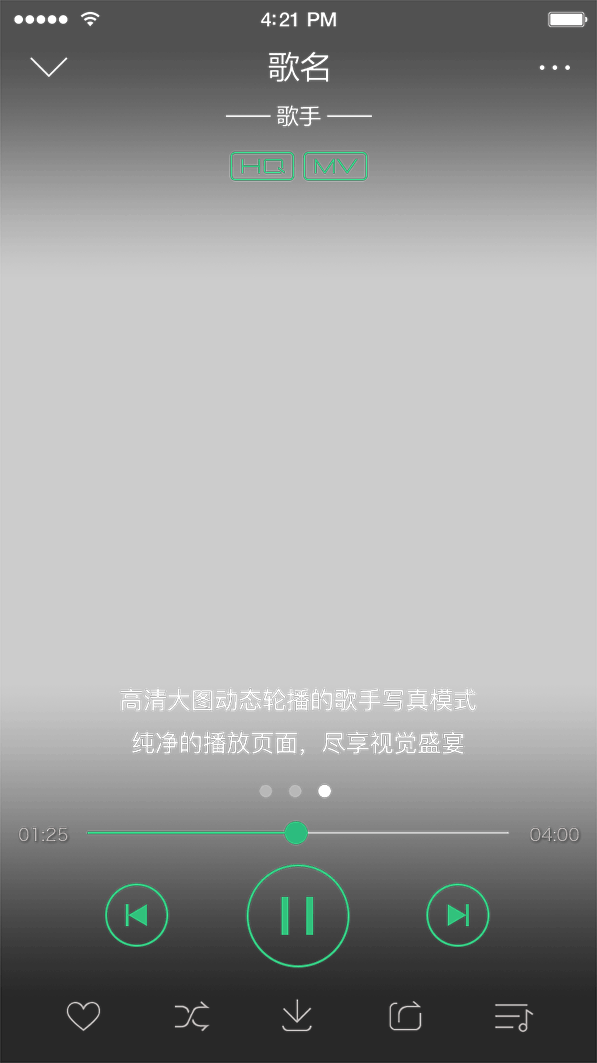 4:21 PM
歌名
歌手
HQ MV
高清大图动态轮播的歌手写真模式
纯净的播放页面，尽享视觉盛宴
01:25 04:00